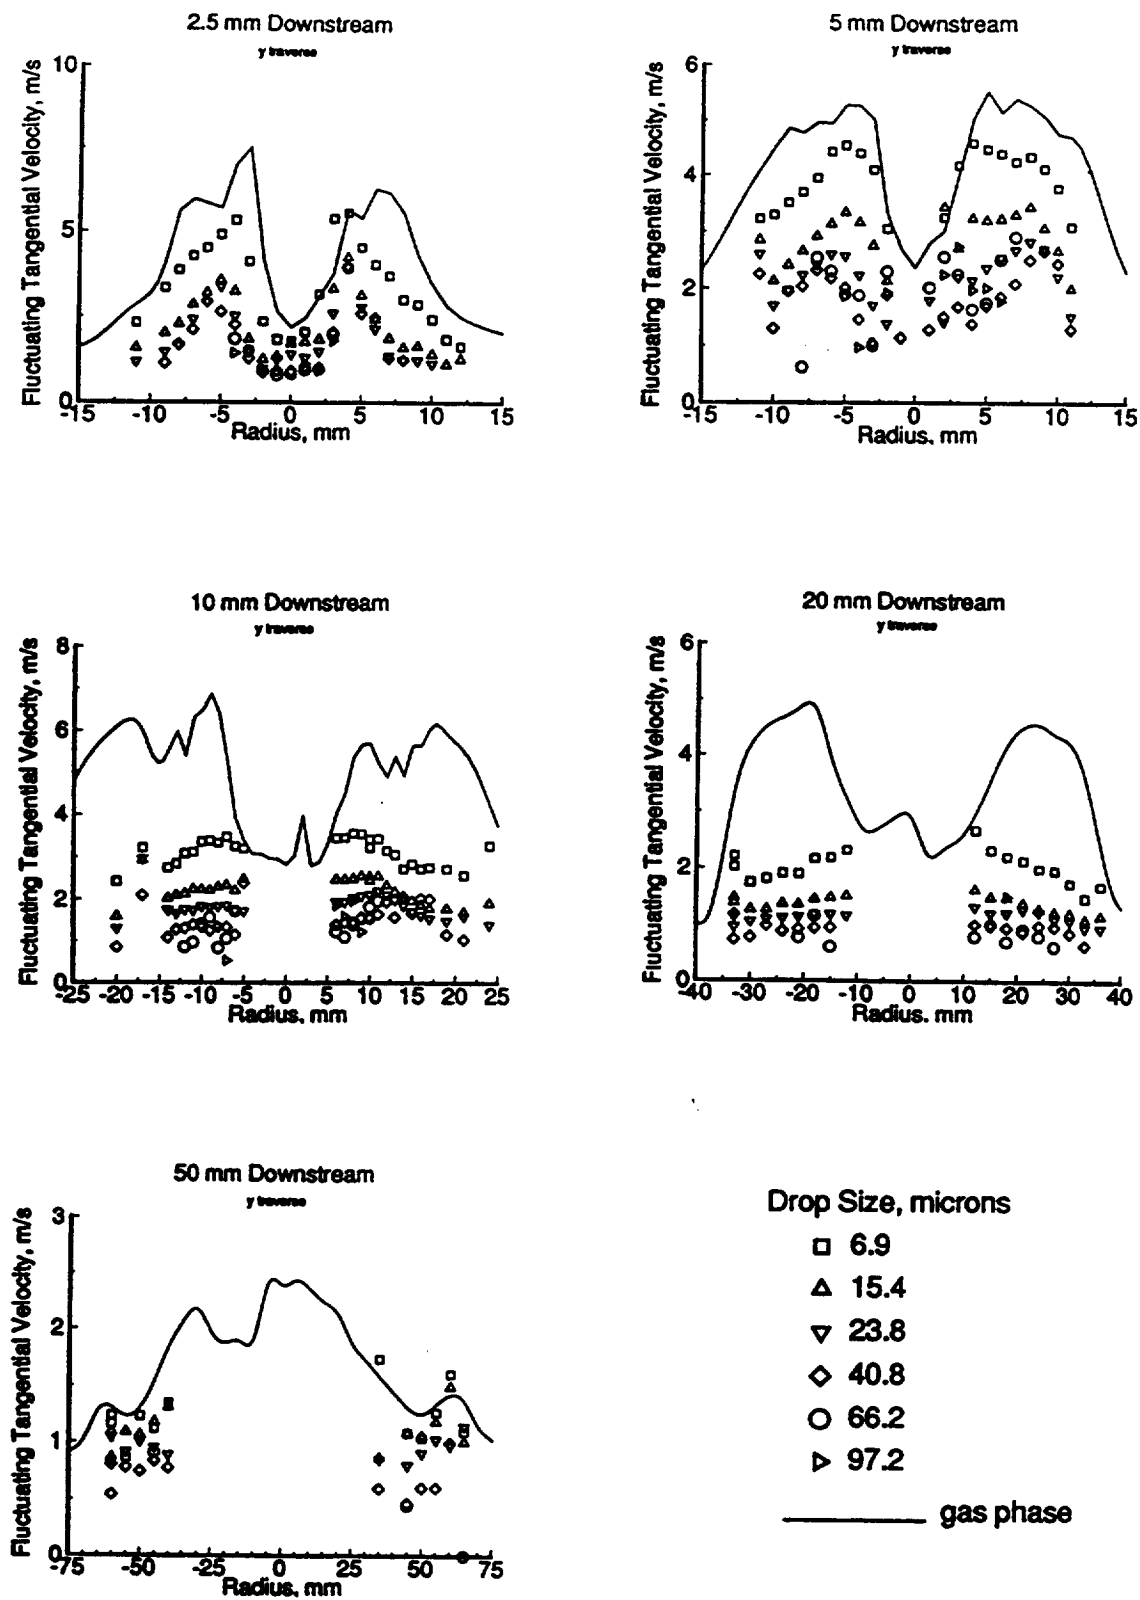 2.5 mm Downstream
y traverse
Fluctuating Tangential Velocity, m/s
10
5
0
-15 -10 -5 0 5 10 15
Radius, mm
5 mm Downstream
y traverse
Fluctuating Tangential Velocity, m/s
6
4
2
0
-15 -10 -5 0 5 10 15
Radius, mm
10 mm Downstream
y traverse
Fluctuating Tangential Velocity, m/s
8
6
4
2
0
-25 -20 -15 -10 -5 0 5 10 15 20 25
Radius, mm
20 mm Downstream
y traverse
Fluctuating Tangential Velocity, m/s
6
4
2
0
-40 -30 -20 -10 0 10 20 30 40
Radius, mm
50 mm Downstream
y traverse
Fluctuating Tangential Velocity, m/s
3
2
1
0
-75 -50 -25 0 25 50 75
Radius, mm
Drop Size, microns
6.9
15.4
23.8
40.8
66.2
97.2
gas phase